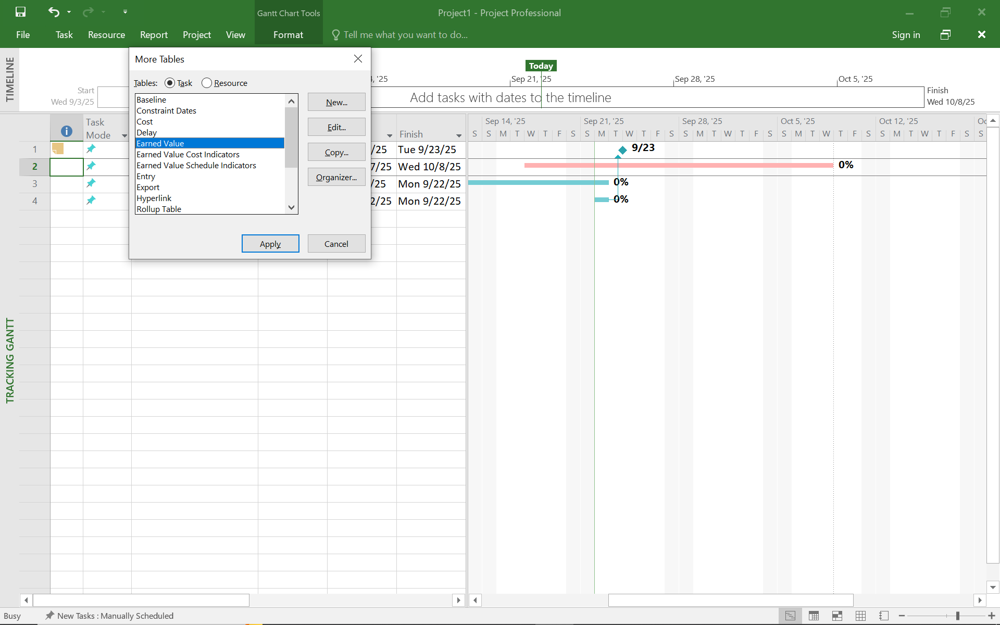 Gantt Chart Tools
Project1 - Project Professional
File
Task
Resource
Report
Project
View
Format
Tell me what you want to do...
Sign in
TIMELINE
More Tables
Tables:
Task
Resource
Baseline
Constraint Dates
Cost
Delay
Earned Value
Earned Value Cost Indicators
Earned Value Schedule Indicators
Entry
Export
Hyperlink
Rollup Table
New...
Edit...
Copy...
Organizer...
Apply
Cancel
Start
Wed 9/3/25
Today
, '25
Sep 21, '25
Sep 28, '25
Oct 5, '25
Add tasks with dates to the timeline
Finish
Wed 10/8/25
Task Mode
Finish
Sep 14, '25
Sep 21, '25
Sep 28, '25
Oct 5, '25
Oct 12, '25
S S M T W T F S S M T W T F S S M T W T F S S M T W T F S S M T W T F S S
1
/25
Tue 9/23/25
9/23
2
7/25
Wed 10/8/25
0%
3
/25
Mon 9/22/25
0%
4
2/25
Mon 9/22/25
0%
TRACKING GANTT
Busy
New Tasks : Manually Scheduled